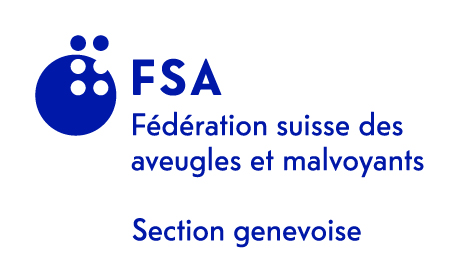 FSA
Fédération suisse des
aveugles et malvoyants
Section genevoise